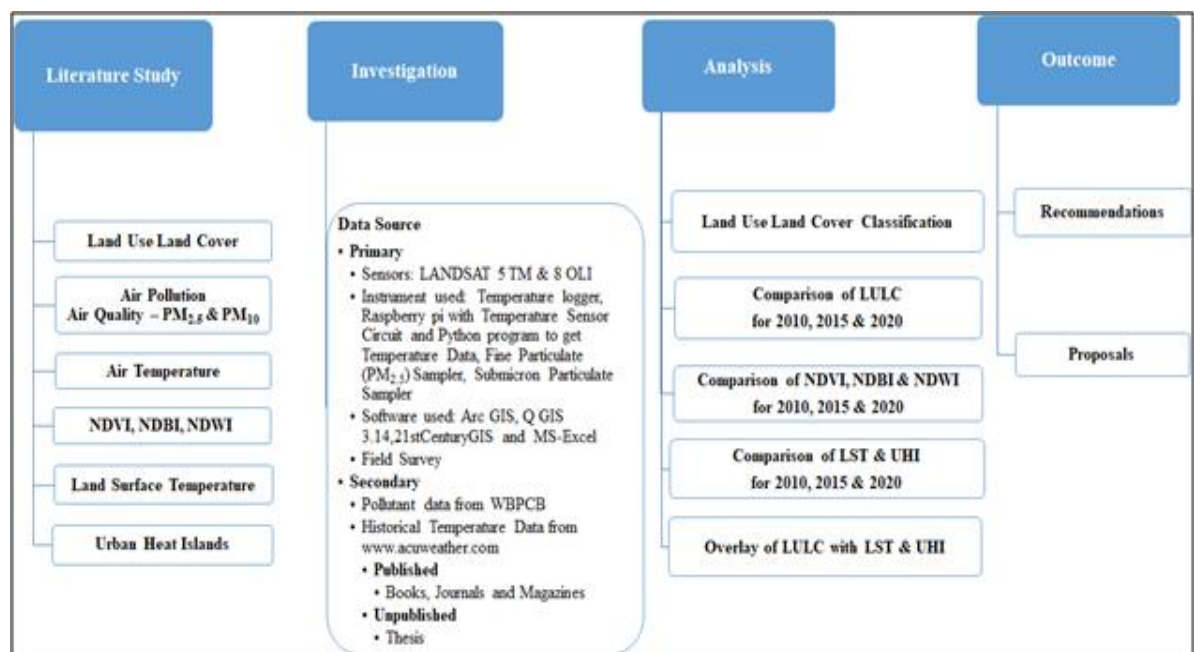 Literature Study
Land Use Land Cover
Air Pollution
Air Quality – PM2.5 & PM10
Air Temperature
NDVI, NDBI, NDWI
Land Surface Temperature
Urban Heat Islands
Investigation
Data Source
• Primary
• Sensors: LANDSAT 5 TM & 8 OLI
• Instrument used: Temperature logger,
Raspberry pi with Temperature Sensor
Circuit and Python program to get
Temperature Data, Fine Particulate
(PM2.5) Sampler, Submicron Particulate
Sampler
• Software used: Arc GIS, Q GIS
3.14,21stCenturyGIS and MS-Excel
• Field Survey
• Secondary
• Pollutant data from WBPCB
• Historical Temperature Data from
www.acuweather.com
• Published
• Books, Journals and Magazines
• Unpublished
• Thesis
Analysis
Land Use Land Cover Classification
Comparison of LULC
for 2010, 2015 & 2020
Comparison of NDVI, NDBI & NDWI
for 2010, 2015 & 2020
Comparison of LST & UHI
for 2010, 2015 & 2020
Overlay of LULC with LST & UHI
Outcome
Recommendations
Proposals